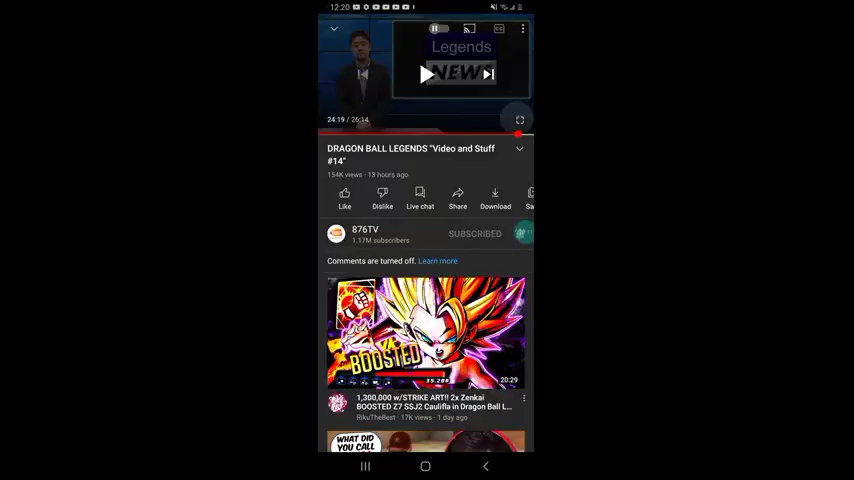 12:20
Legends
NEWS
24:19 / 26:14
DRAGON BALL LEGENDS "Video and Stuff
#14"
154K views · 13 hours ago
Like
Dislike
Live chat
Share
Download
Sa
876TV
1.17M subscribers
SUBSCRIBED
Comments are turned off. Learn more
BOOSTED
20:29
1,300,000 w/STRIKE ART!! 2x Zenkai
BOOSTED Z7 SSJ2 Caulifla in Dragon Ball L...
RikuTheBest · 17K views · 1 day ago
WHAT DID
YOU CALL